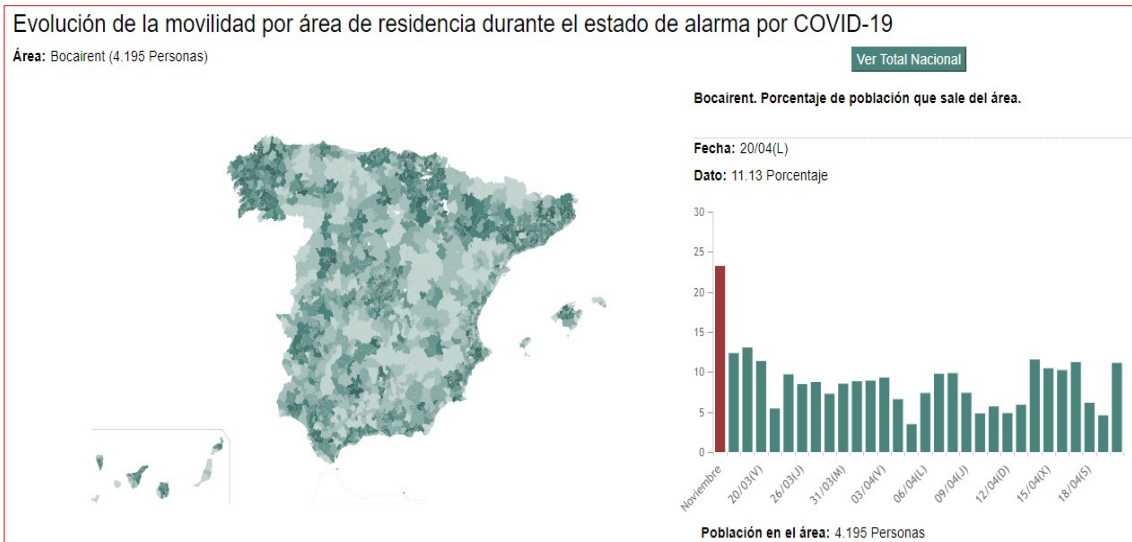 Evolución de la movilidad por área de residencia durante el estado de alarma por COVID-19
Área: Bocairent (4.195 Personas)
Ver Total Nacional
Bocairent. Porcentaje de población que sale del área.
Fecha: 20/04(L)
Dato: 11.13 Porcentaje
30
25
20
15
10
5
0
Noviembre
20/03(V)
26/03(J)
31/03(M)
03/04(V)
06/04(L)
09/04(J)
12/04(D)
15/04(X)
18/04(S)
Población en el área: 4.195 Personas